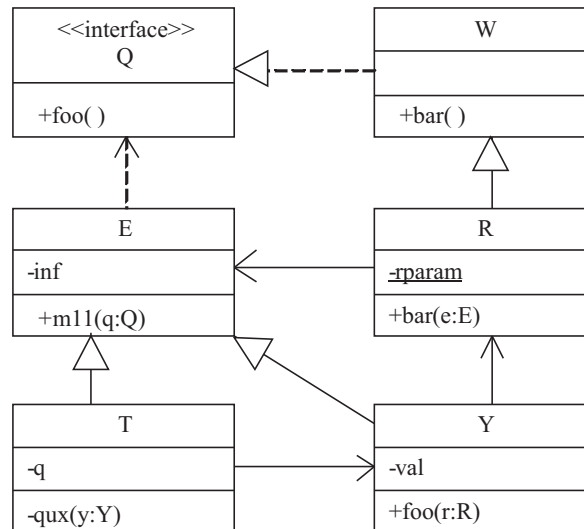 <<interface>>
Q
+foo( )
W
+bar( )
E
-inf
+m11(q:Q)
R
-rparam
+bar(e:E)
T
-q
-qux(y:Y)
Y
-val
+foo(r:R)